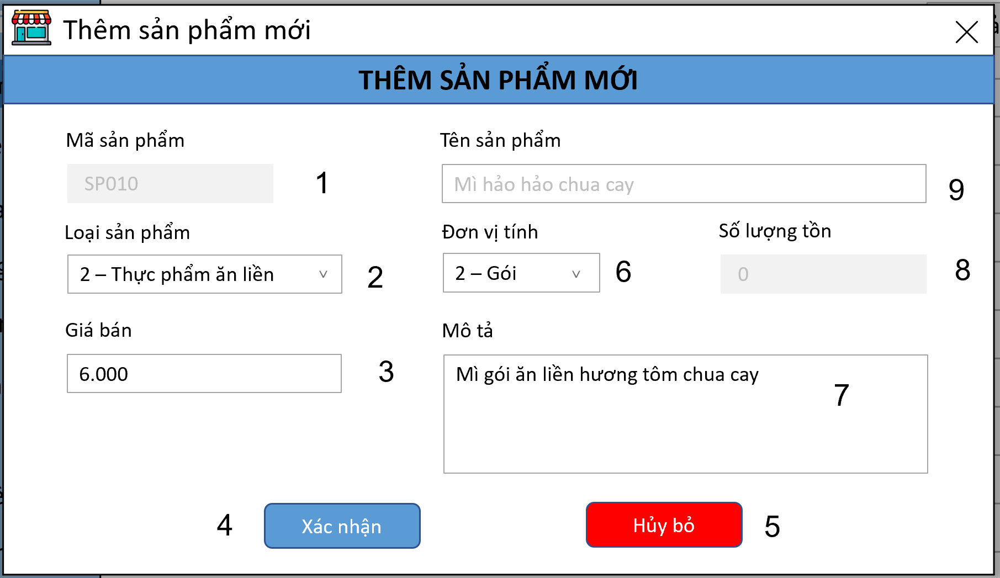 Thêm sản phẩm mới
THÊM SẢN PHẨM MỚI
Mã sản phẩm
Tên sản phẩm
SP010
1
Mì hảo hảo chua cay
9
Loại sản phẩm
Đơn vị tính
Số lượng tồn
2 – Thực phẩm ăn liền
2
2 – Gói
6
0
8
Giá bán
Mô tả
6.000
3
Mì gói ăn liền hương tôm chua cay
7
4
Xác nhận
Hủy bỏ
5